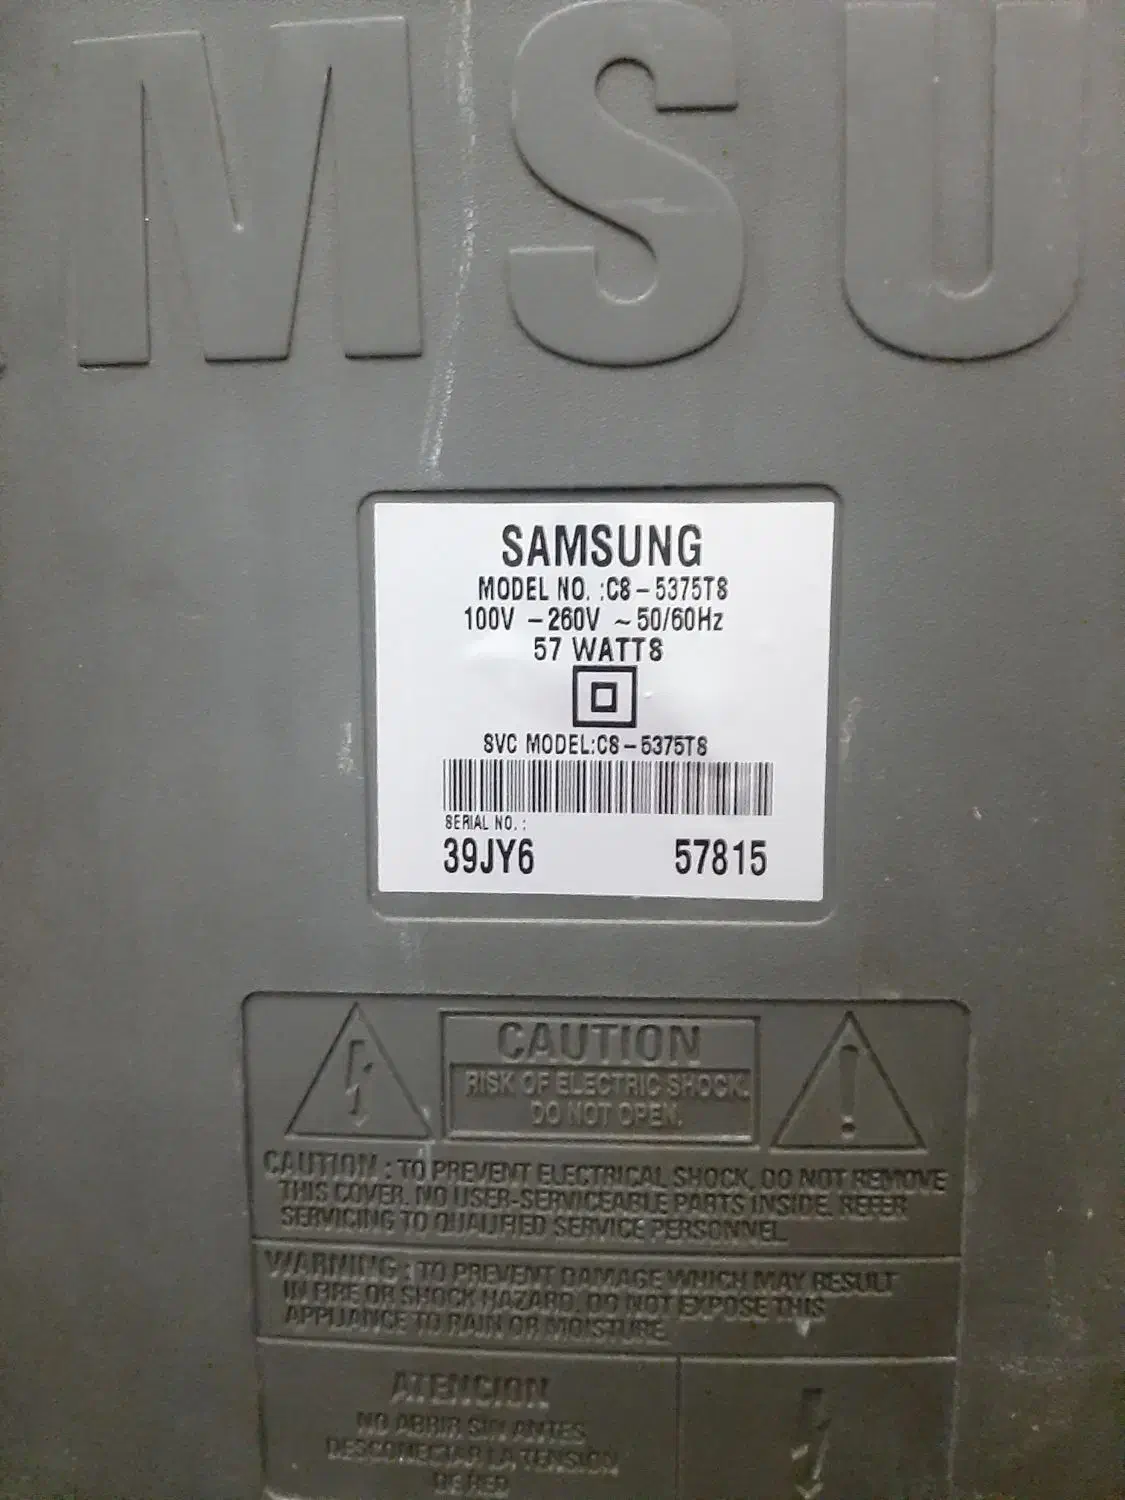 MSU
SAMSUNG
MODEL NO. :C8-5375T8
100V -260V ~50/60Hz
57 WATT8
8VC MODEL:C8-5375T8
SERIAL NO.:
39JY6 57815
CAUTION
RISK OF ELECTRIC SHOCK.
DO NOT OPEN.
CAUTION : TO PREVENT ELECTRICAL SHOCK, DO NOT REMOVE
THIS COVER. NO USER-SERVICEABLE PARTS INSIDE. REFER
SERVICING TO QUALIFIED SERVICE PERSONNEL.
WARNING : TO PREVENT DAMAGE WHICH MAY RESULT
IN FIRE OR SHOCK HAZARD. DO NOT EXPOSE THIS
APPLIANCE TO RAIN OR MOISTURE.
ATENCION
NO ABRIR SIN ANTES
DESCONECTAR LA TENSION
DE RED